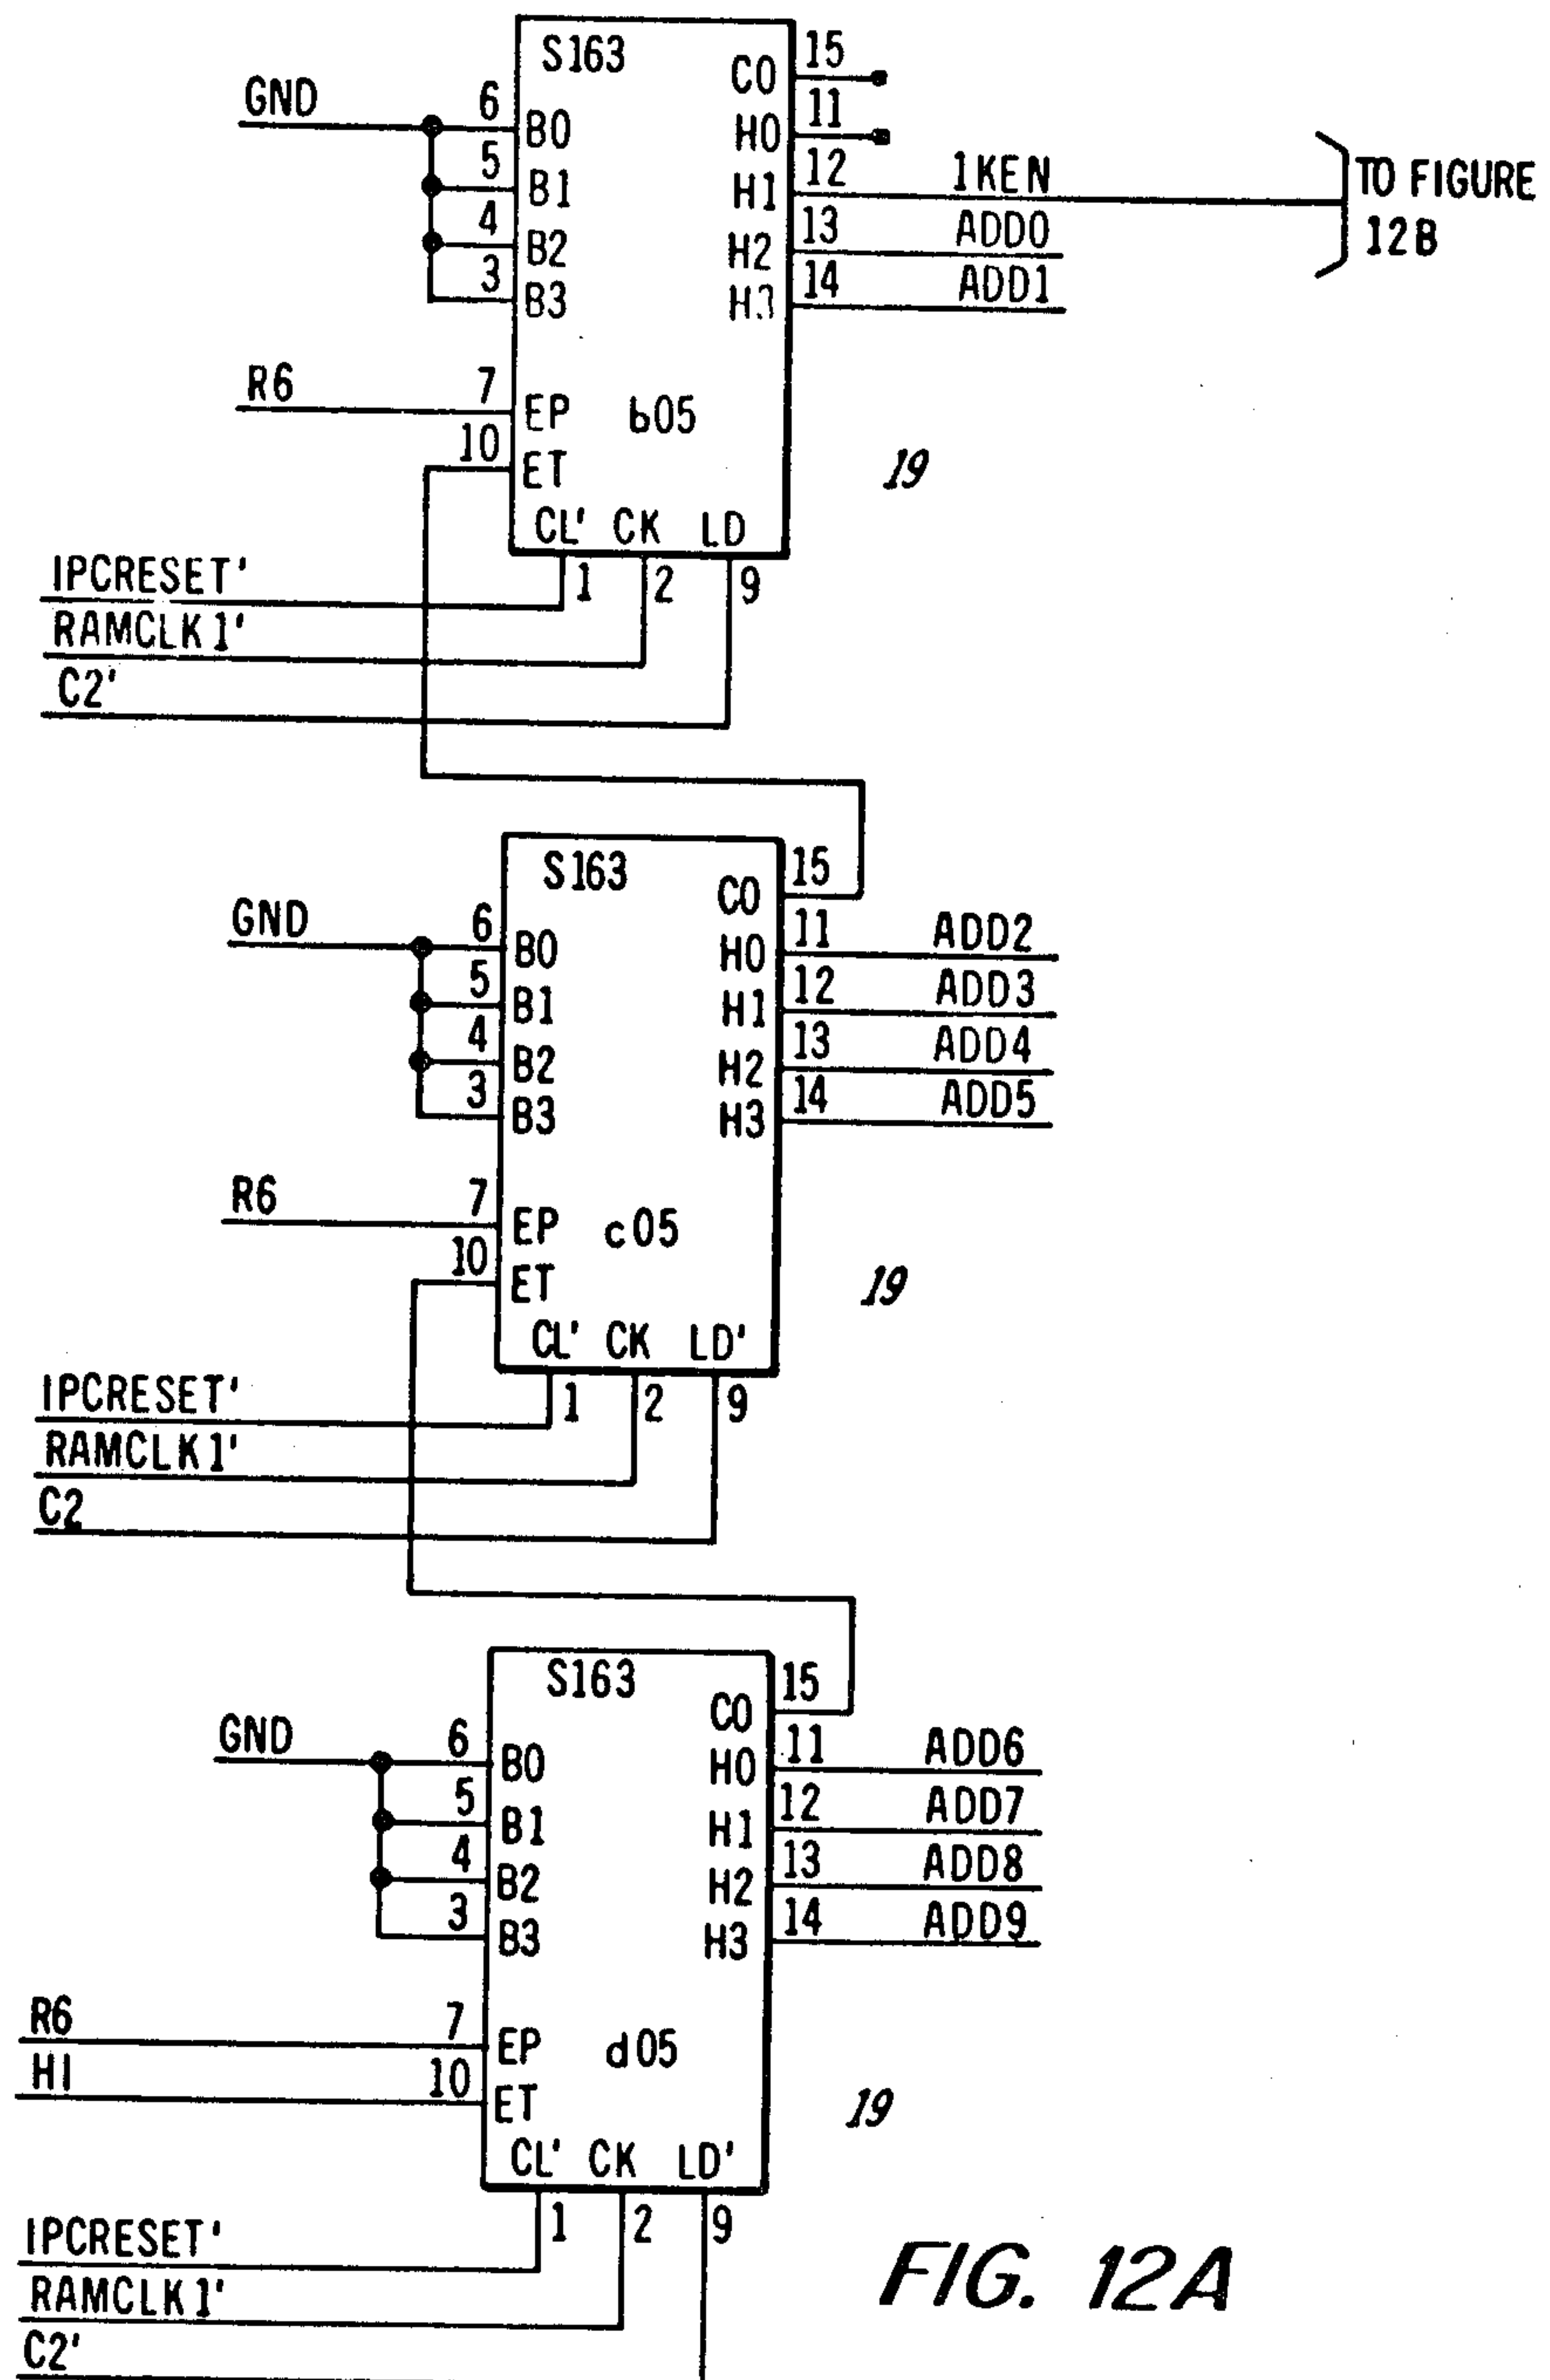 S163
15
CO
GND
6
B0
11
H0
5
B1
12
H1
1KEN
TO FIGURE
12B
4
B2
13
H2
ADD0
3
B3
14
H3
ADD1
R6
7
EP
b05
10
ET
19
CL' CK LD
IPCRESET'
1 2 9
RAMCLK1'
C2'
S163
15
CO
GND
6
B0
11
H0
ADD2
5
B1
12
H1
ADD3
4
B2
13
H2
ADD4
3
B3
14
H3
ADD5
R6
7
EP
c05
10
ET
19
CL' CK LD'
IPCRESET'
1 2 9
RAMCLK1'
C2
S163
15
CO
GND
6
B0
11
H0
ADD6
5
B1
12
H1
ADD7
4
B2
13
H2
ADD8
3
B3
14
H3
ADD9
R6
7
EP
d05
HI
10
ET
19
CL' CK LD'
IPCRESET'
1 2 9
RAMCLK1'
C2'
FIG. 12A